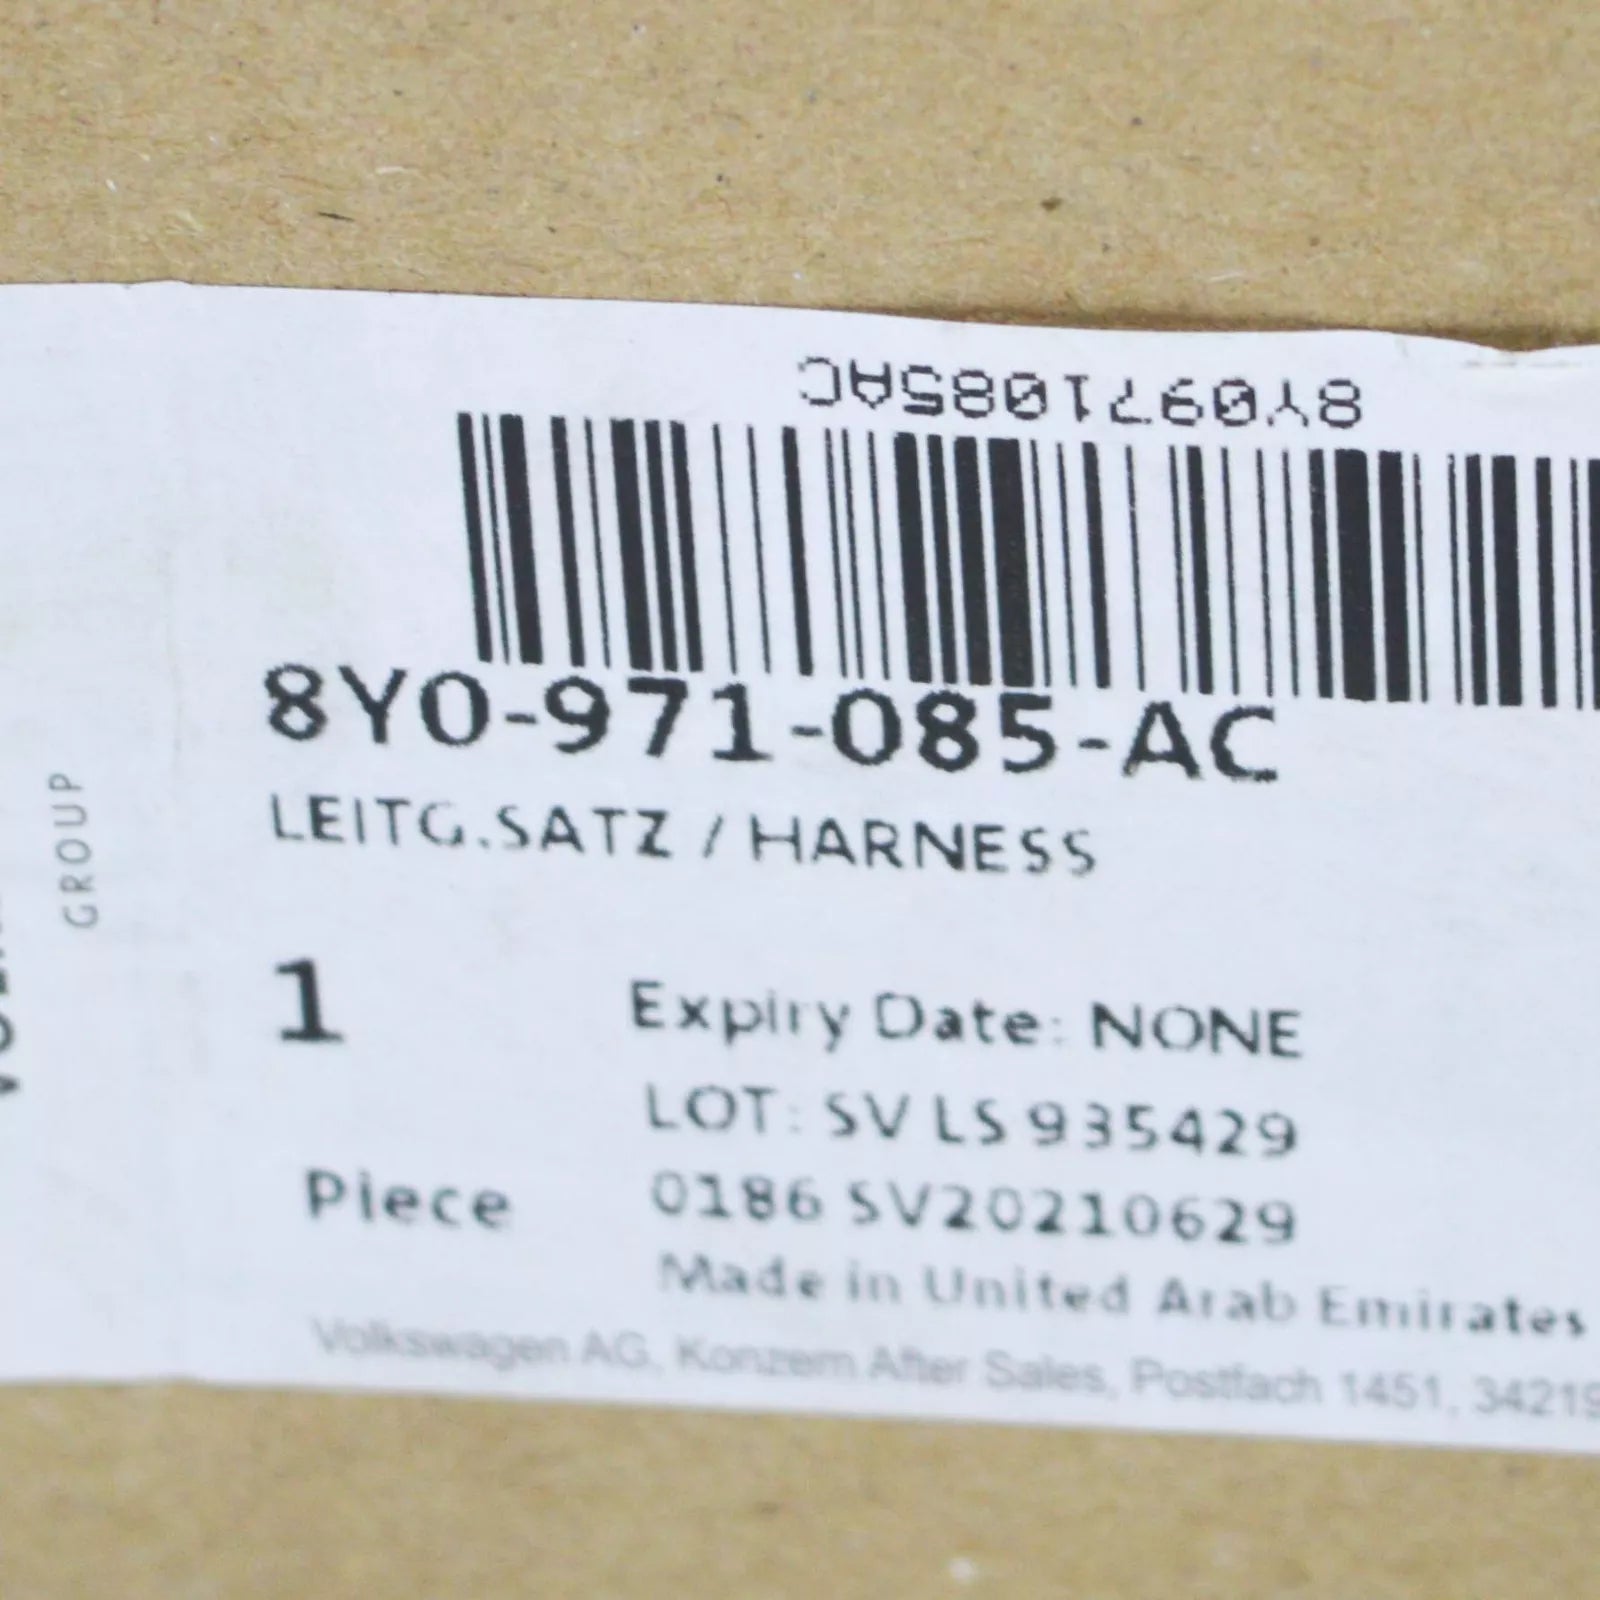 8Y0971085AC
8Y0-971-085-AC
LEITG.SATZ / HARNESS
1
Expiry Date: NONE
LOT: SV LS 935429
Piece
0186 SV20210629
Made in United Arab Emirates
Volkswagen AG, Konzern After Sales, Postfach 1451, 34219
GROUP